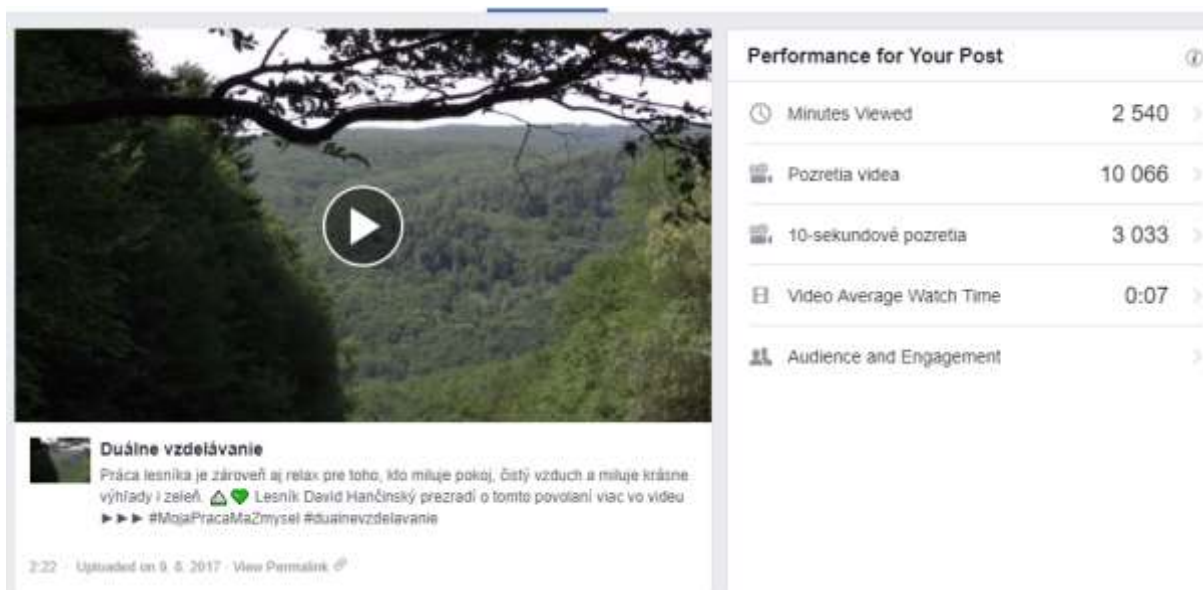 Performance for Your Post
Minutes Viewed 2 540
Pozretia videa 10 066
10-sekundové pozretia 3 033
Video Average Watch Time 0:07
Audience and Engagement
Duálne vzdelávanie
Práca lesníka je zároveň aj relax pre toho, kto miluje pokoj, čistý vzduch a miluje krásne
výhľady i zeleň. Lesník David Hančinský prezradí o tomto povolaní viac vo videu
►►► #MojaPracaMaZmysel #dualnevzdelavanie
2:22 · Uploaded on 9. 2017 · View Permalink